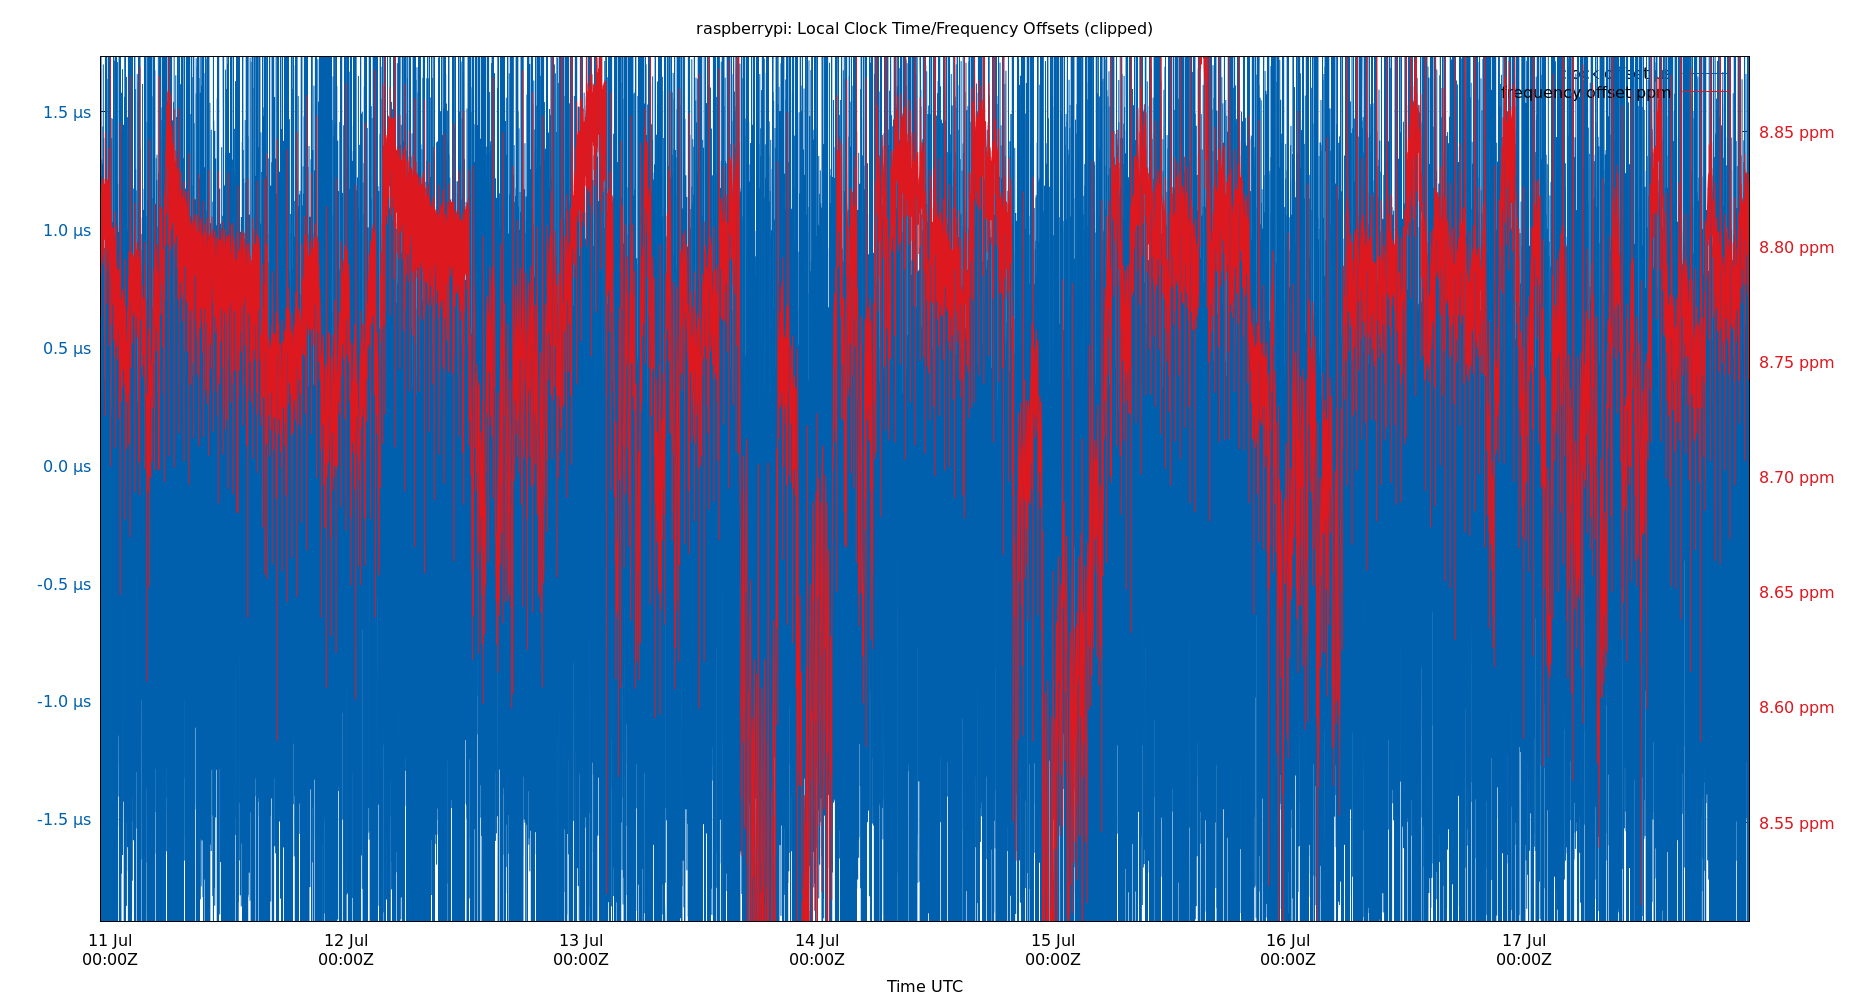 raspberrypi: Local Clock Time/Frequency Offsets (clipped)
clock offset µs
frequency offset ppm
1.5 µs
1.0 µs
0.5 µs
0.0 µs
-0.5 µs
-1.0 µs
-1.5 µs
8.85 ppm
8.80 ppm
8.75 ppm
8.70 ppm
8.65 ppm
8.60 ppm
8.55 ppm
11 Jul 12 Jul 13 Jul 14 Jul 15 Jul 16 Jul 17 Jul
00:00Z 00:00Z 00:00Z 00:00Z 00:00Z 00:00Z 00:00Z
Time UTC